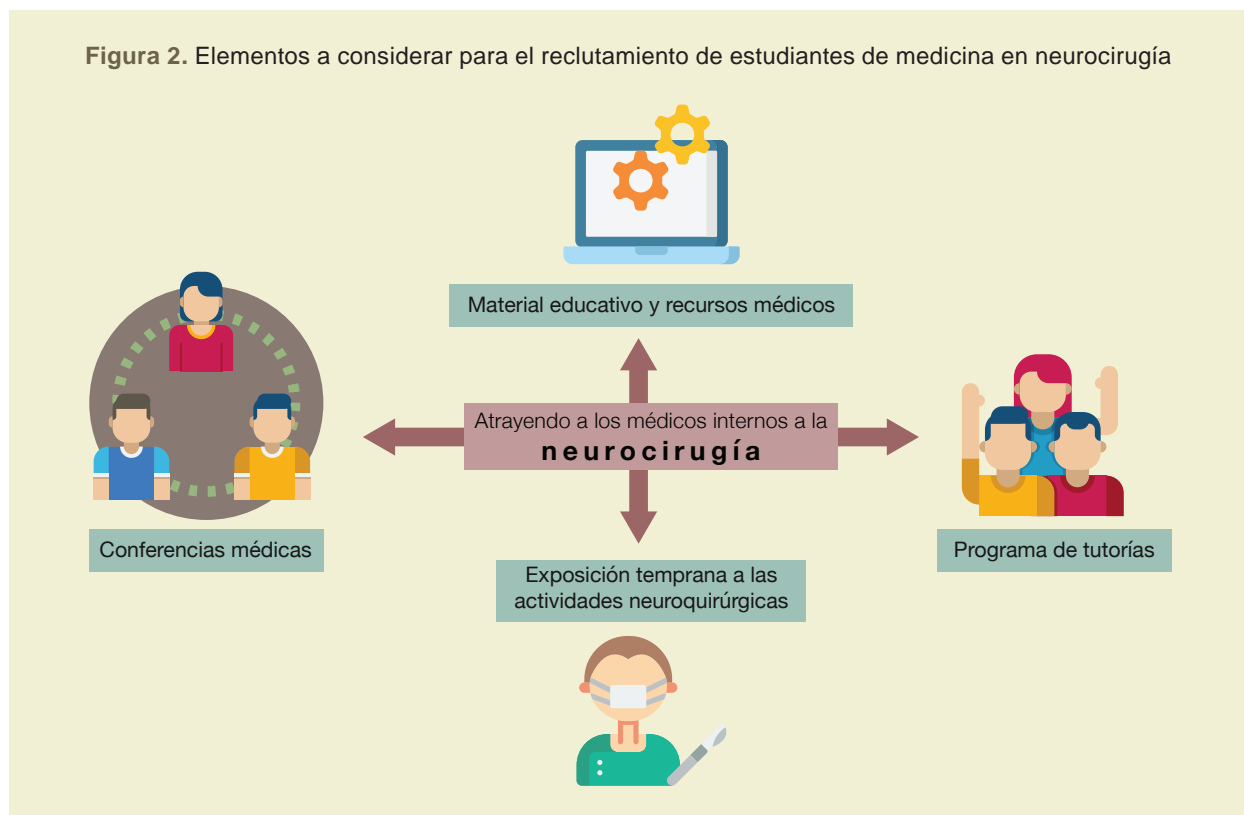 Figura 2. Elementos a considerar para el reclutamiento de estudiantes de medicina en neurocirugía
Material educativo y recursos médicos
Atrayendo a los médicos internos a la
neurocirugía
Conferencias médicas
Programa de tutorías
Exposición temprana a las
actividades neuroquirúrgicas